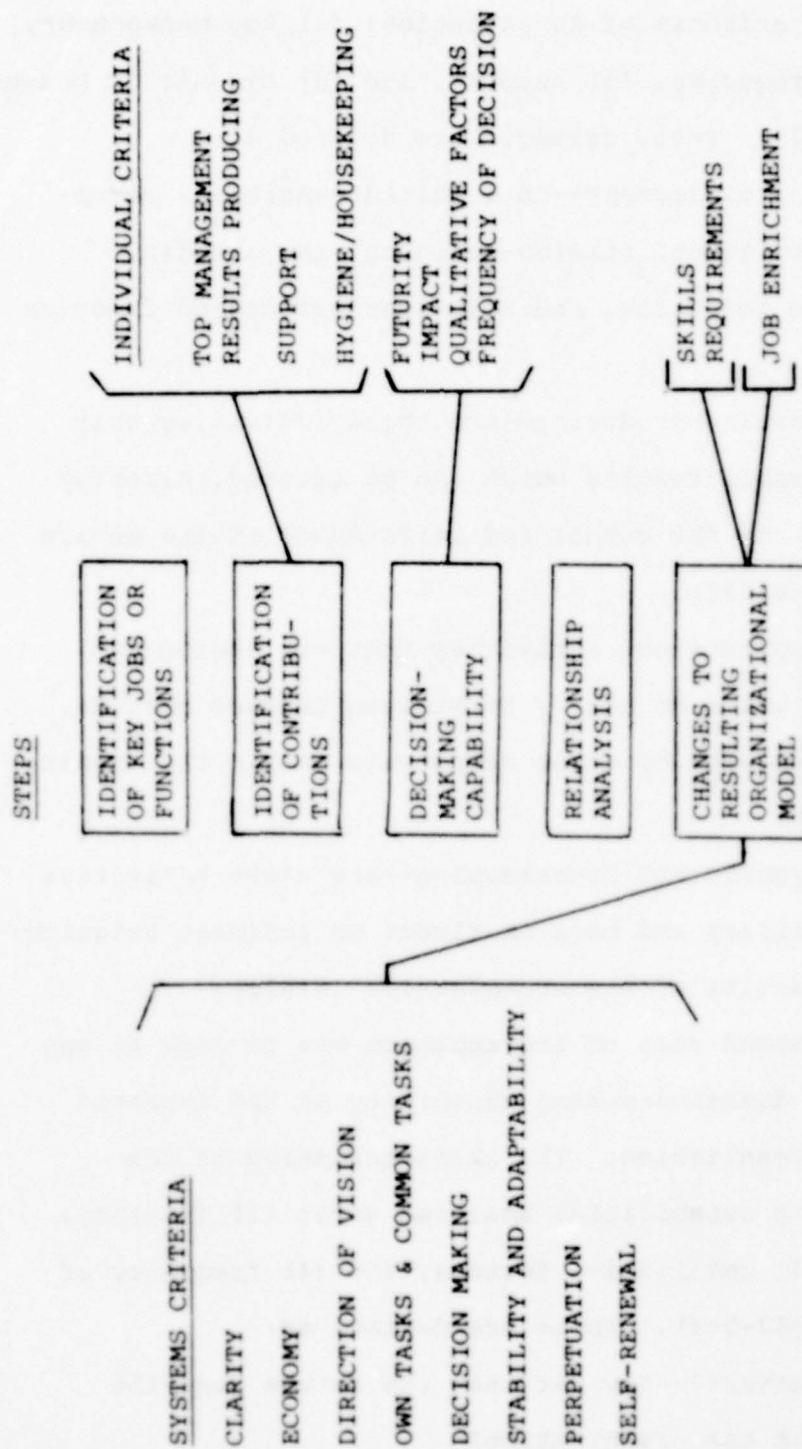 SYSTEMS CRITERIA
CLARITY
ECONOMY
DIRECTION OF VISION
OWN TASKS & COMMON TASKS
DECISION MAKING
STABILITY AND ADAPTABILITY
PERPETUATION
SELF-RENEWAL
STEPS
IDENTIFICATION
OF KEY JOBS OR
FUNCTIONS
IDENTIFICATION
OF CONTRIBU-
TIONS
DECISION-
MAKING
CAPABILITY
RELATIONSHIP
ANALYSIS
CHANGES TO
RESULTING
ORGANIZATIONAL
MODEL
INDIVIDUAL CRITERIA
TOP MANAGEMENT
RESULTS PRODUCING
SUPPORT
HYGIENE/HOUSEKEEPING
FUTURITY
IMPACT
QUALITATIVE FACTORS
FREQUENCY OF DECISION
SKILLS
REQUIREMENTS
JOB ENRICHMENT